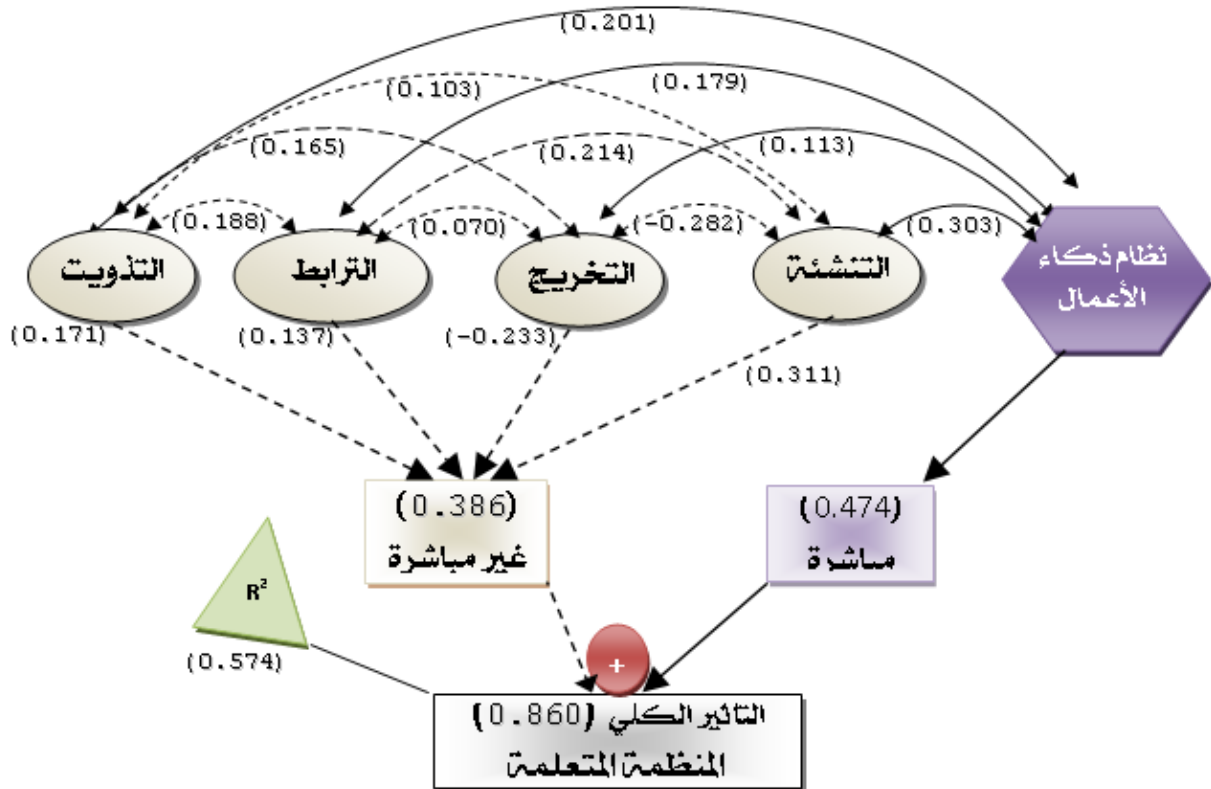 (0.201)
(0.179)
(0.103)
(0.113)
(0.214)
(0.165)
(0.303)
(-0.282)
(0.070)
(0.188)
نظام ذكاء
الأعمال
التنشئة
التخريج
الترابط
التذويت
(0.311)
(-0.233)
(0.137)
(0.171)
(0.474)
مباشرة
(0.386)
غير مباشرة
R²
(0.574)
+
التاثير الكلي (0.860)
المنظمة المتعلمة